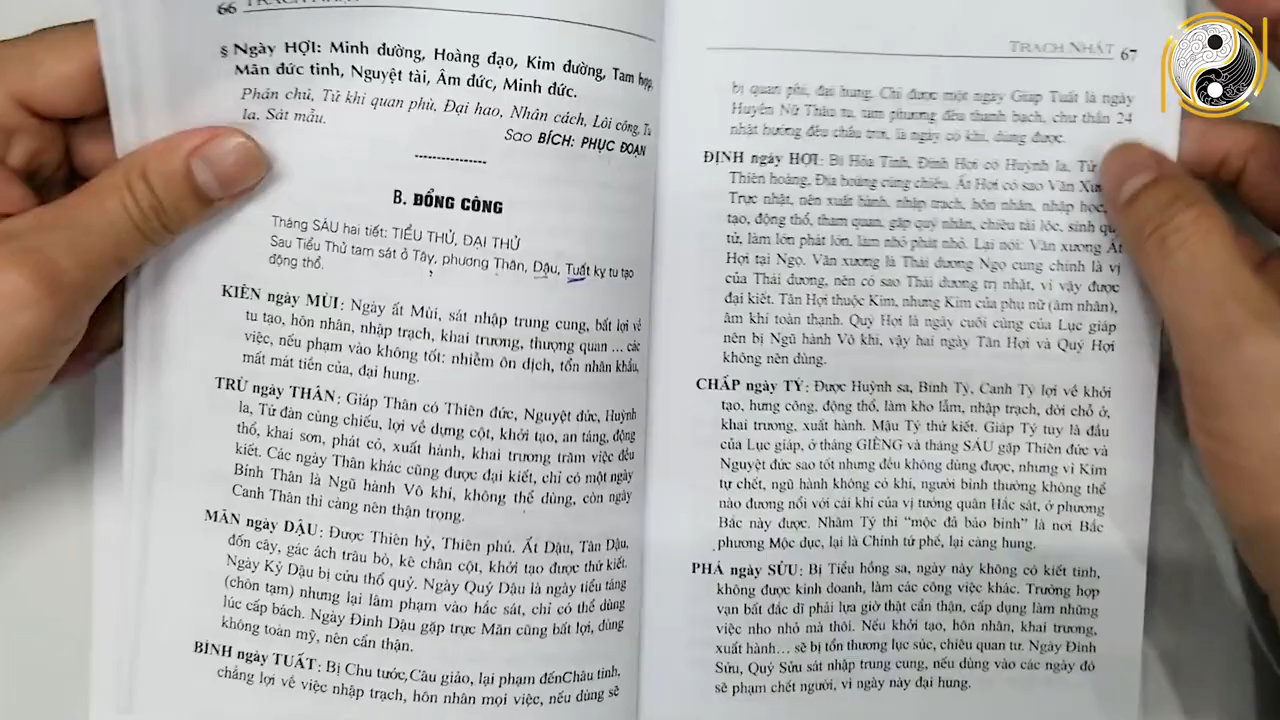 66 TRẠCH NHẬT
§ Ngày HỢI: Minh đường, Hoàng đạo, Kim đường, Tam hợp,
Mãn đức tinh, Nguyệt tài, Âm đức, Minh đức.
Phân chủ, Tứ khí quan phù, Đại hao, Nhân cách, Lôi công, Tu
la, Sát mẫu.
Sao BÍCH: PHỤC ĐOẠN
----------------
B. ĐỔNG CÔNG
Tháng SÁU hai tiết: TIỂU THỬ, ĐẠI THỬ
Sau Tiểu Thử tam sát ở Tây, phương Thân, Dậu, Tuất kỵ tu tạo
động thổ.
KIẾN ngày MÙI: Ngày ất Mùi, sát nhập trung cung, bất lợi về
tu tạo, hôn nhân, nhập trạch, khai trương, thượng quan ... các
việc, nếu phạm vào không tốt: nhiễm ôn dịch, tổn nhân khẩu,
mất mát tiền của, đại hung.
TRỪ ngày THÂN: Giáp Thân có Thiên đức, Nguyệt đức, Huỳnh
la, Tử đàn cùng chiếu, lợi về dựng cột, khởi tạo, an táng, động
thổ, khai sơn, phát cỏ, xuất hành, khai trương trăm việc đều
kiết. Các ngày Thân khác cũng được đại kiết, chỉ có một ngày
Bính Thân là Ngũ hành Vô khí, không thể dùng, còn ngày
Canh Thân thì càng nên thận trọng.
MÃN ngày DẬU: Được Thiên hỷ, Thiên phú. Ất Dậu, Tân Dậu,
đốn cây, gác ách trâu bò, kê chân cột, khởi tạo được thứ kiết.
Ngày Kỷ Dậu bị cửu thổ quỷ. Ngày Quý Dậu là ngày tiểu táng
(chôn tạm) nhưng lại lâm phạm vào hắc sát, chỉ có thể dùng
lúc cấp bách. Ngày Đinh Dậu gặp trực Mãn cũng bất lợi, dùng
không toàn mỹ, nên cẩn thận.
BÌNH ngày TUẤT: Bị Chu tước,Câu giảo, lại phạm đếnChâu tinh,
chẳng lợi về việc nhập trạch, hôn nhân mọi việc, nếu dùng sẽ
TRẠCH NHẬT 67
bị quan phi, đại hung. Chỉ được một ngày Giáp Tuất là ngày
Huyền Nữ Thâu tu, tam phương đều thanh bạch, chư thần 24
nhật hướng đều chầu trời, là ngày có khí, dùng được.
ĐỊNH ngày HỢI: Bị Hỏa Tinh, Đinh Hợi có Huỳnh la, Tử
Thiên hoàng, Địa hoàng cùng chiếu. Ất Hợi có sao Văn Xươ
Trực nhật, nên xuất hành, nhập trạch, hôn nhân, nhập học,
tạo, động thổ, tham quan, gặp quý nhân, chiêu tài lộc, sinh quý
tử, làm lớn phát lớn, làm nhỏ phát nhỏ. Lại nói: Văn xương Ất
Hợi tại Ngọ. Văn xương là Thái dương Ngọ cung chính là vị
của Thái dương, nên có sao Thái dương trị nhật, vì vậy được
đại kiết. Tân Hợi thuộc Kim, nhưng Kim của phụ nữ (âm nhân),
âm khí toàn thạnh. Quý Hợi là ngày cuối cùng của Lục giáp
nên bị Ngũ hành Vô khí, vậy hai ngày Tân Hợi và Quý Hợi
không nên dùng.
CHẤP ngày TÝ: Được Huỳnh sa, Bính Tý, Canh Tý lợi về khởi
tạo, hưng công, động thổ, làm kho lẫm, nhập trạch, dời chỗ ở,
khai trương, xuất hành. Mậu Tý thứ kiết. Giáp Tý tuy là đầu
của Lục giáp, ở tháng GIÊNG và tháng SÁU gặp Thiên đức và
Nguyệt đức sao tốt nhưng đều không dùng được, nhưng vì Kim
tự chết, ngũ hành không có khí, người bình thường không thể
nào đương nổi với cái khí của vị tướng quân Hắc sát, ở phương
Bắc này được. Nhâm Tý thì “mộc đả bảo bình” là nơi Bắc
phương Mộc dục, lại là Chính tứ phế, lại càng hung.
PHÁ ngày SỬU: Bị Tiểu hồng sa, ngày này không có kiết tinh,
không được kinh doanh, làm các công việc khác. Trường hợp
vạn bất đắc dĩ phải lựa giờ thật cẩn thận, cấp dụng làm những
việc nho nhỏ mà thôi. Nếu khởi tạo, hôn nhân, khai trương,
xuất hành... sẽ bị tổn thương lục súc, chiêu quan tư. Ngày Đinh
Sửu, Quý Sửu sát nhập trung cung, nếu dùng vào các ngày đó
sẽ phạm chết người, vì ngày này đại hung.